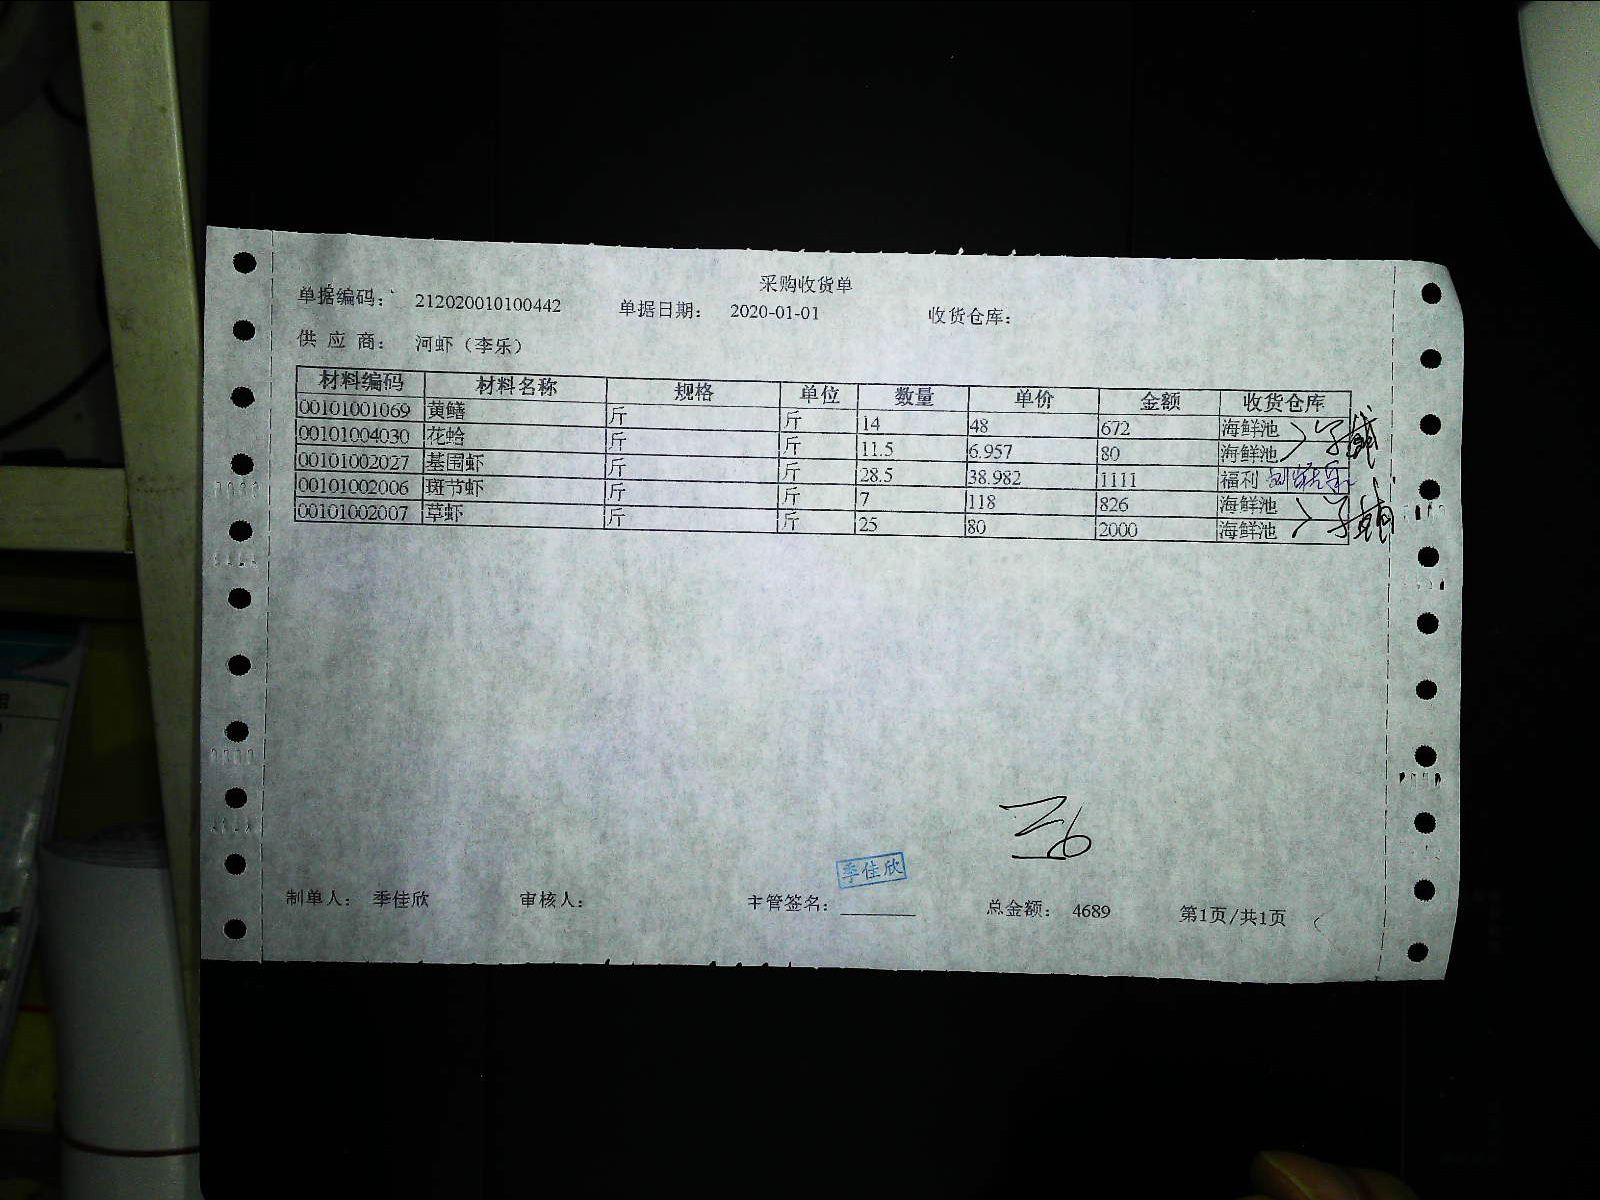 采购收货单
单据编码： 212020010100442 单据日期： 2020-01-01 收货仓库：
供 应 商： 河虾（李乐）
材料编码 材料名称 规格 单位 数量 单价 金额 收货仓库
00101001069 黄鳝 斤 斤 14 48 672 海鲜池
00101004030 花蛤 斤 斤 11.5 6.957 80 海鲜池
00101002027 基围虾 斤 斤 28.5 38.982 1111 福利
00101002006 斑节虾 斤 斤 7 118 826 海鲜池
00101002007 草虾 斤 斤 25 80 2000 海鲜池
季佳欣
制单人： 季佳欣 审核人： 主管签名： 总金额： 4689 第1页/共1页